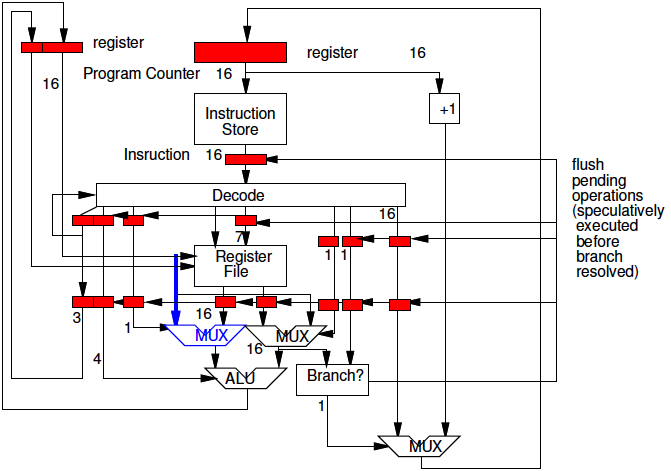 register
register
16
Program Counter
16
16
Instruction
Store
+1
Insruction
16
flush
pending
operations
(speculatively
executed
before
branch
resolved)
Decode
16
7
1
1
Register
File
3
1
16
MUX
MUX
16
4
ALU
Branch?
1
MUX